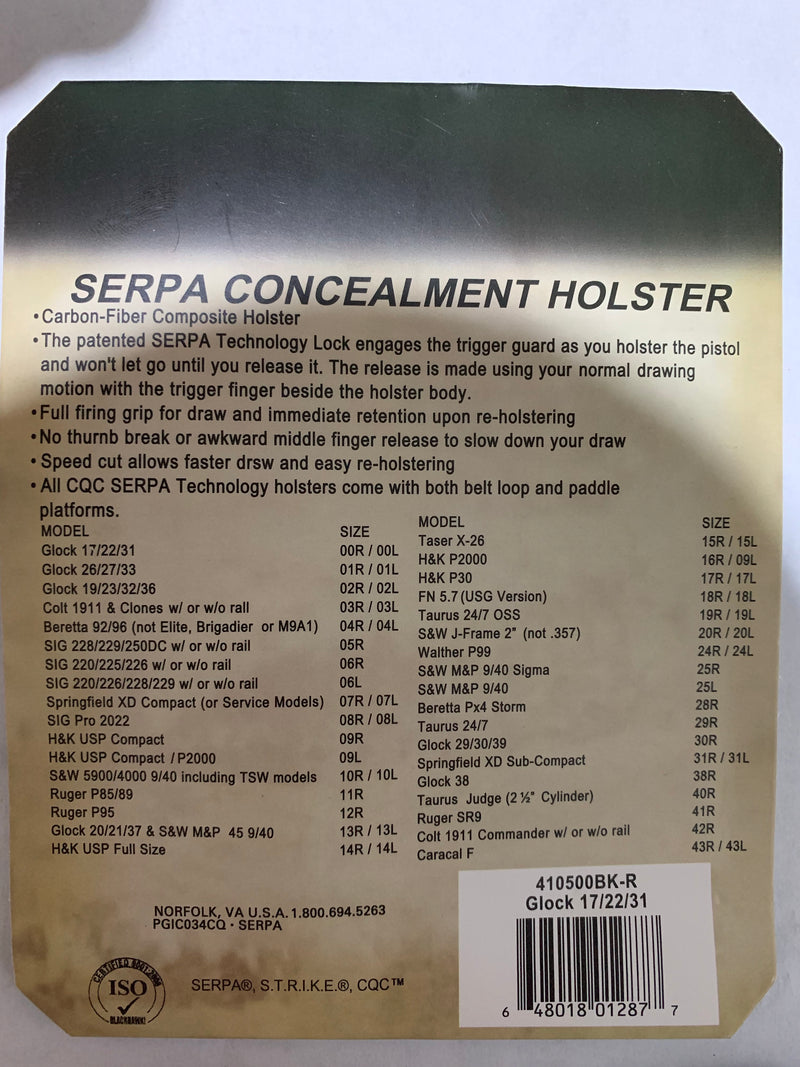 SERPA CONCEALMENT HOLSTER
•Carbon-Fiber Composite Holster
•The patented SERPA Technology Lock engages the trigger guard as you holster the pistol
and won't let go until you release it. The release is made using your normal drawing
motion with the trigger finger beside the holster body.
•Full firing grip for draw and immediate retention upon re-holstering
•No thurnb break or awkward middle finger release to slow down your draw
•Speed cut allows faster drsw and easy re-holstering
•All CQC SERPA Technology holsters come with both belt loop and paddle
platforms.
MODEL SIZE
Glock 17/22/31 00R / 00L
Glock 26/27/33 01R / 01L
Glock 19/23/32/36 02R / 02L
Colt 1911 & Clones w/ or w/o rail 03R / 03L
Beretta 92/96 (not Elite, Brigadier or M9A1) 04R / 04L
SIG 228/229/250DC w/ or w/o rail 05R
SIG 220/225/226 w/ or w/o rail 06R
SIG 220/226/228/229 w/ or w/o rail 06L
Springfield XD Compact (or Service Models) 07R / 07L
SIG Pro 2022 08R / 08L
H&K USP Compact 09R
H&K USP Compact / P2000 09L
S&W 5900/4000 9/40 including TSW models 10R / 10L
Ruger P85/89 11R
Ruger P95 12R
Glock 20/21/37 & S&W M&P 45 9/40 13R / 13L
H&K USP Full Size 14R / 14L
MODEL SIZE
Taser X-26 15R / 15L
H&K P2000 16R / 09L
H&K P30 17R / 17L
FN 5.7 (USG Version) 18R / 18L
Taurus 24/7 OSS 19R / 19L
S&W J-Frame 2" (not .357) 20R / 20L
Walther P99 24R / 24L
S&W M&P 9/40 Sigma 25R
S&W M&P 9/40 25L
Beretta Px4 Storm 28R
Taurus 24/7 29R
Glock 29/30/39 30R
Springfield XD Sub-Compact 31R / 31L
Glock 38 38R
Taurus Judge (2 ½" Cylinder) 40R
Ruger SR9 41R
Colt 1911 Commander w/ or w/o rail 42R
Caracal F 43R / 43L
410500BK-R
Glock 17/22/31
6 48018 01287 7
NORFOLK, VA U.S.A. 1.800.694.5263
PGIC034CQ · SERPA
CERTIFIED
ISO
BLACKHAWK!
SERPA®, S.T.R.I.K.E.®, CQC™